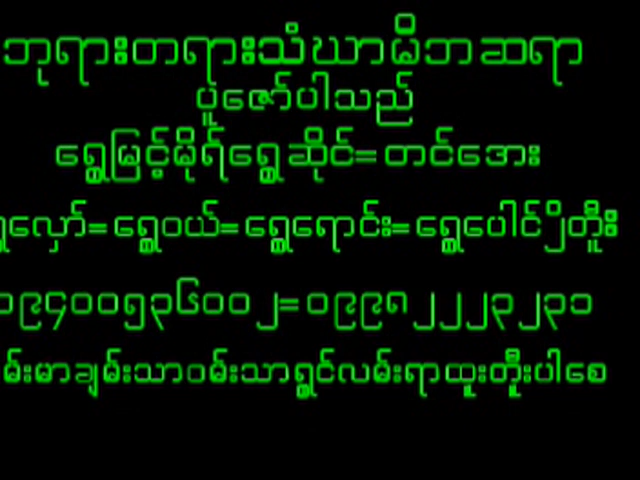 ဘုရားတရားသံဃာမိဘဆရာ
ပူဇော်ပါသည်
ရွှေမြင့်မိုရ်ရွှေဆိုင်=တင်အေး
လှော်=ရွှေဝယ်=ရွှေရောင်း=ရွှေပေါင်၂တိုး
၀၉၄၀၀၅၃၆၀၀၂=၀၉၉၈၂၂၂၃၂၃၁
မ်းမာချမ်းသာဝမ်းသာရွှင်လမ်းရာထူးတိုးပါစေ